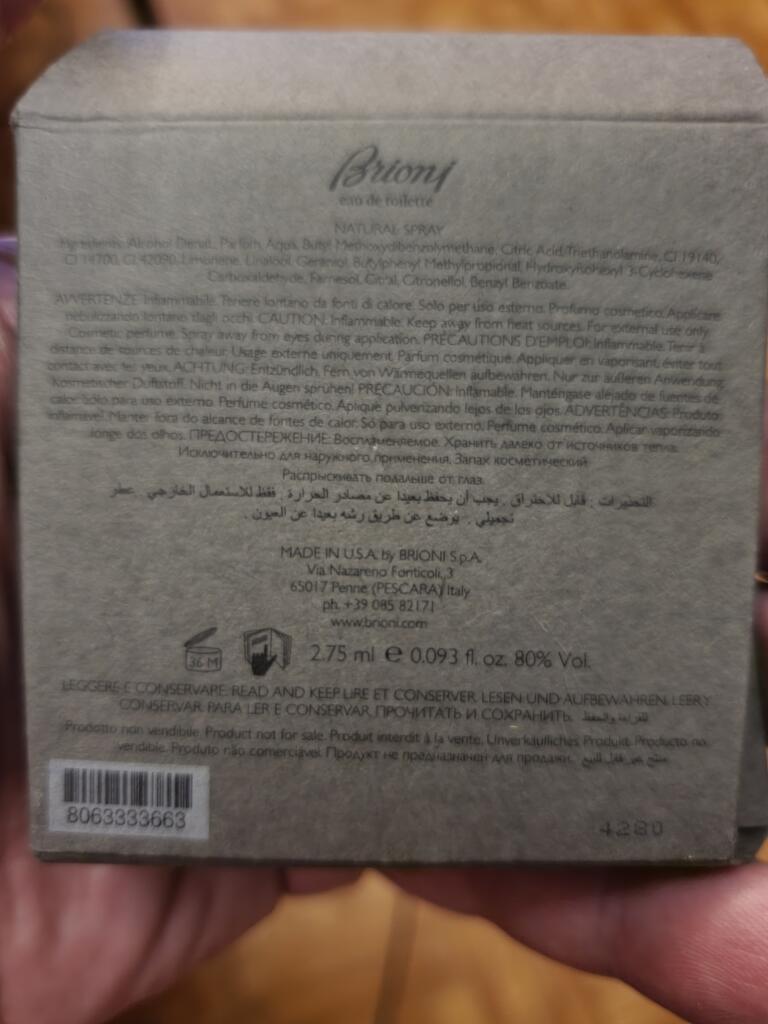 Brioni
eau de toilette
NATURAL SPRAY
Ingredients: Alcohol Denat., Parfum, Aqua, Butyl Methoxydibenzolymethane, Citric Acid, Triethanolamine, CI 19140,
CI 14700, CI 42090. Limonene, Linalool, Geraniol, Butylphenyl Methylpropional, Hydroxyisohexyl 3-Cyclohexene
Carboxaldehyde, Farnesol, Citral, Citronellol, Benzyl Benzoate.
AVVERTENZE: Infiammabile. Tenere lontano da fonti di calore. Solo per uso esterno. Profumo cosmetico. Applicare
nebulizzando lontano dagli occhi. CAUTION: Inflammable. Keep away from heat sources. For external use only.
Cosmetic perfume. Spray away from eyes during application. PRÉCAUTIONS D'EMPLOI: Inflammable. Tenir à
distance de sources de chaleur. Usage externe uniquement. Parfum cosmétique. Appliquer en vaporisant, éviter tout
contact avec les yeux. ACHTUNG: Entzündlich. Fern von Wärmequellen aufbewahren. Nur zur äußeren Anwendung.
Kosmetischer Duftstoff. Nicht in die Augen sprühen! PRECAUCIÓN: Inflamable. Manténgase alejado de fuentes de
calor. Sólo para uso externo. Perfume cosmético. Aplique pulverizando lejos de los ojos. ADVERTÊNCIAS: Produto
inflamável. Manter fora do alcance de fontes de calor. Só para uso externo. Perfume cosmético. Aplicar vaporizando
longe dos olhos. ПРЕДОСТЕРЕЖЕНИЕ: Воспламеняемое. Хранить далеко от источников тепла.
Исключительно для наружного применения. Запах косметический.
Распрыскивать подальше от глаз.
التحذيرات : قابل للاحتراق . يجب أن يحفظ بعيدا عن مصادر الحرارة . فقط للاستعمال الخارجي . عطر
تجميلي . يوضع عن طريق رشه بعيدا عن العيون .
MADE IN U.S.A. by BRIONI S.p.A.
Via Nazareno Fonticoli, 3
65017 Penne (PESCARA) Italy
ph. +39 085 82171
www.brioni.com
36 M 2.75 ml e 0.093 fl. oz. 80% Vol.
LEGGERE E CONSERVARE. READ AND KEEP. LIRE ET CONSERVER. LESEN UND AUFBEWAHREN. LEER Y
CONSERVAR. PARA LER E CONSERVAR. ПРОЧИТАТЬ И СОХРАНИТЬ. للقراءة والحفظ
Prodotto non vendibile. Product not for sale. Produit interdit à la vente. Unverkäufliches Produkt. Producto no
vendible. Produto não comerciável. Продукт не предназначен для продажи. منتج غير قابل للبيع
8063333663
4280